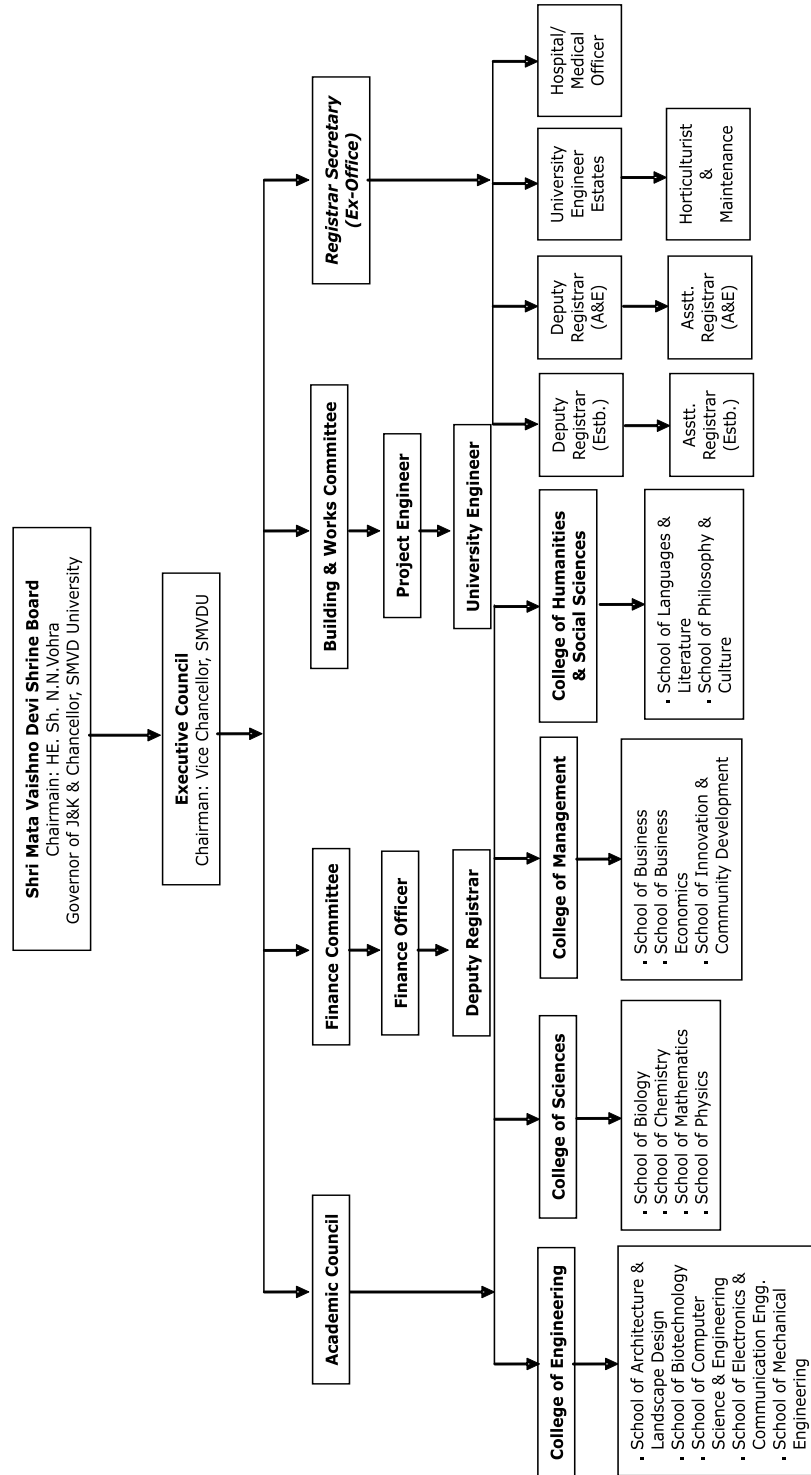 Shri Mata Vaishno Devi Shrine Board
Chairmain: HE. Sh. N.N.Vohra
Governor of J&K & Chancellor, SMVD University
Executive Council
Chairman: Vice Chancellor, SMVDU
Academic Council
Finance Committee
Building & Works Committee
Registrar Secretary
(Ex-Office)
Finance Officer
Project Engineer
Deputy Registrar
University Engineer
College of Engineering
College of Sciences
College of Management
College of Humanities
& Social Sciences
Deputy
Registrar
(Estb.)
Deputy
Registrar
(A&E)
University
Engineer
Estates
Hospital/
Medical
Officer
▪ School of Architecture &
Landscape Design
▪ School of Biotechnology
▪ School of Computer
Science & Engineering
▪ School of Electronics &
Communication Engg.
▪ School of Mechanical
Engineering
▪ School of Biology
▪ School of Chemistry
▪ School of Mathematics
▪ School of Physics
▪ School of Business
▪ School of Business
Economics
▪ School of Innovation &
Community Development
▪ School of Languages &
Literature
▪ School of Philosophy &
Culture
Asstt.
Registrar
(Estb.)
Asstt.
Registrar
(A&E)
Horticulturist
&
Maintenance